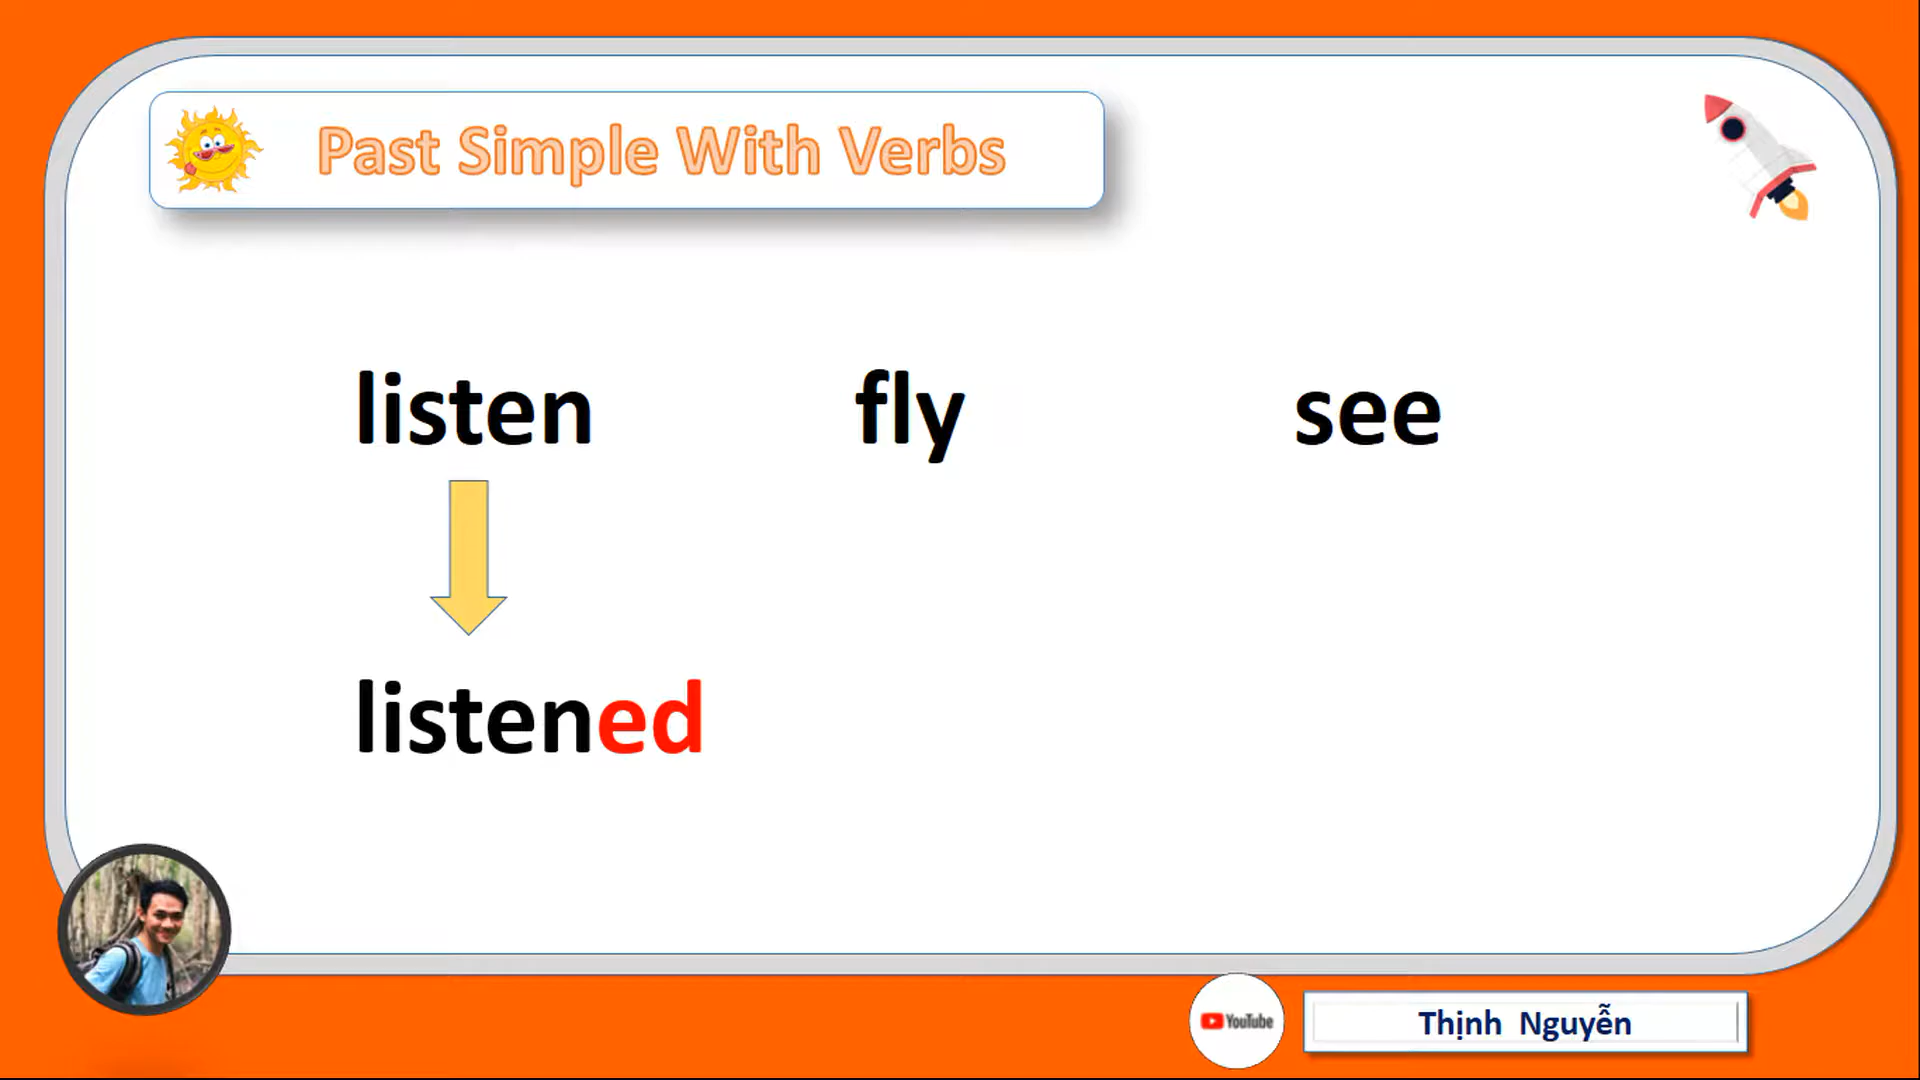 Past Simple With Verbs
listen fly see
listened
YouTube
Thịnh Nguyễn